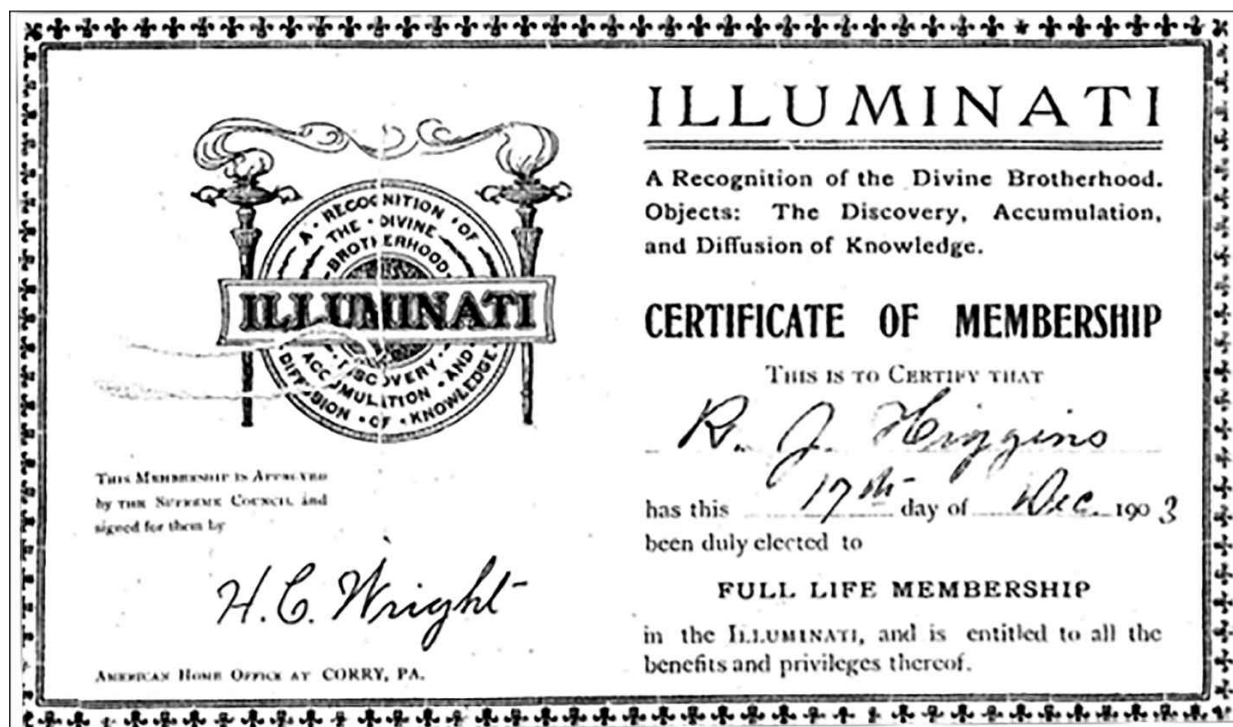 A · RECOGNITION · OF
· THE · DIVINE ·
· BROTHERHOOD ·
ILLUMINATI
· DISCOVERY ·
ACCUMULATION · AND
DIFFUSION · OF · KNOWLEDGE
THIS MEMBERSHIP IS APPROVED
by THE SUPREME COUNCIL and
signed for them by
H. C. Wright
AMERICAN HOME OFFICE AT CORRY, PA.
ILLUMINATI
A Recognition of the Divine Brotherhood.
Objects: The Discovery, Accumulation,
and Diffusion of Knowledge.
CERTIFICATE OF MEMBERSHIP
THIS IS TO CERTIFY THAT
R. J. Higgins
has this 17th day of Dec. 1903
been duly elected to
FULL LIFE MEMBERSHIP
in the ILLUMINATI, and is entitled to all the
benefits and privileges thereof.